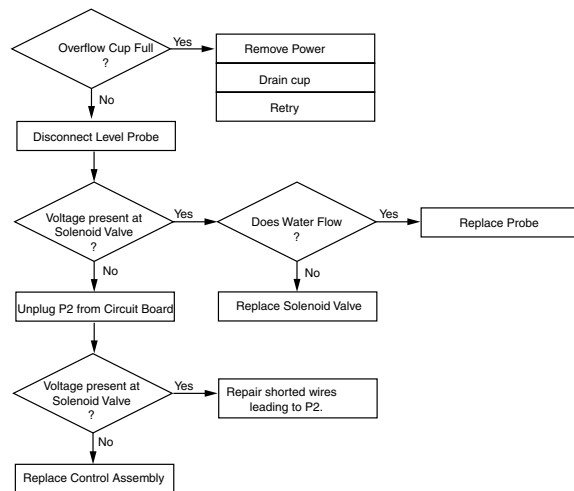 Overflow Cup Full
?
Yes
Remove Power
Drain cup
Retry
No
Disconnect Level Probe
Voltage present at
Solenoid Valve
?
Yes
Does Water Flow
?
Yes
Replace Probe
No
Replace Solenoid Valve
No
Unplug P2 from Circuit Board
Voltage present at
Solenoid Valve
?
Yes
Repair shorted wires
leading to P2.
No
Replace Control Assembly